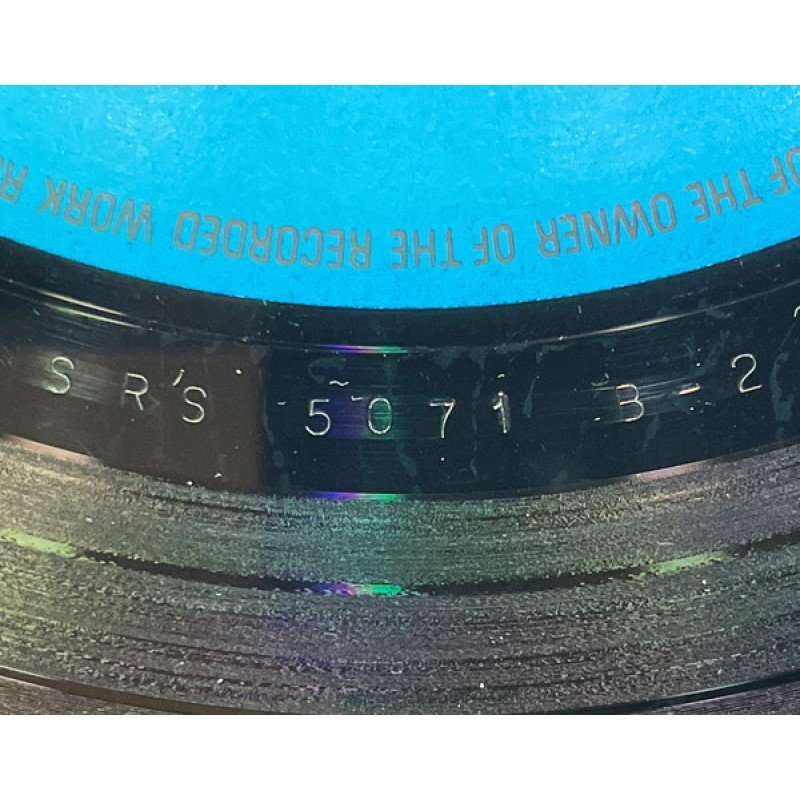 OF THE OWNER OF THE RECORDED WORK
S R'S 5071 B-2